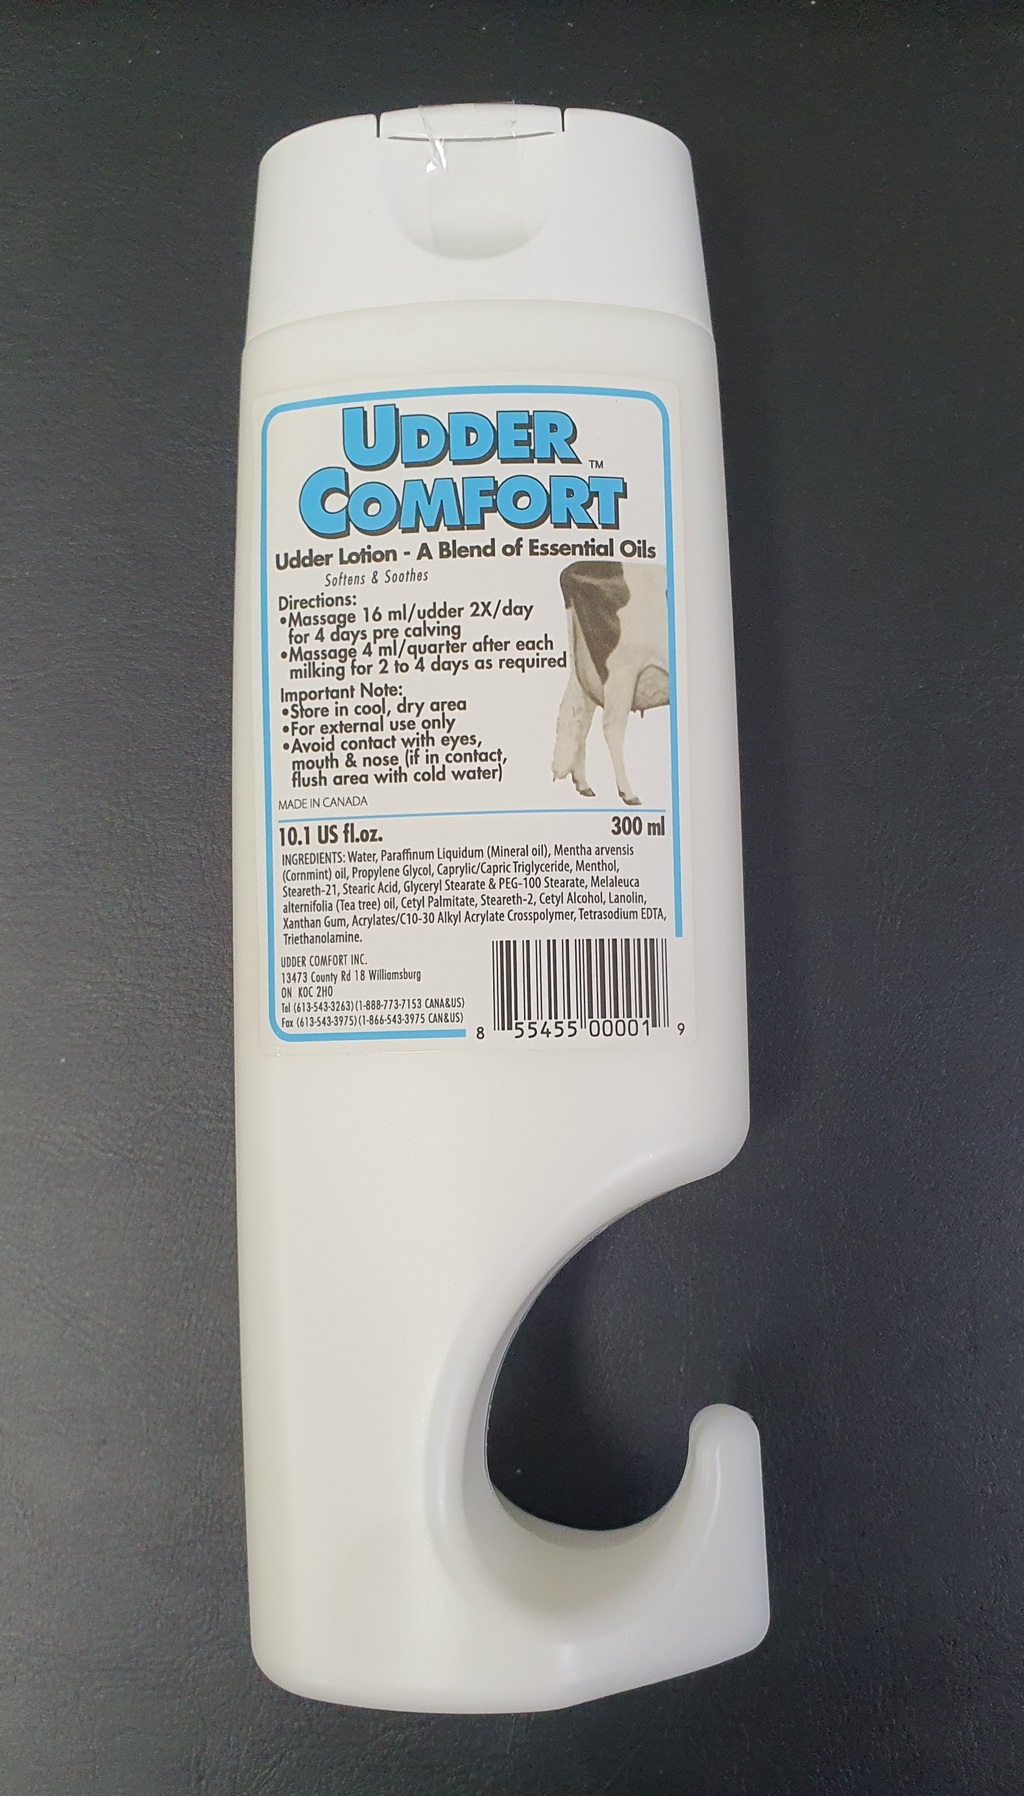 UDDER
COMFORT™
Udder Lotion - A Blend of Essential Oils
Softens & Soothes
Directions:
•Massage 16 ml/udder 2X/day
for 4 days pre calving
•Massage 4 ml/quarter after each
milking for 2 to 4 days as required
Important Note:
•Store in cool, dry area
•For external use only
•Avoid contact with eyes,
mouth & nose (if in contact,
flush area with cold water)
MADE IN CANADA
10.1 US fl.oz. 300 ml
INGREDIENTS: Water, Paraffinum Liquidum (Mineral oil), Mentha arvensis
(Cornmint) oil, Propylene Glycol, Caprylic/Capric Triglyceride, Menthol,
Steareth-21, Stearic Acid, Glyceryl Stearate & PEG-100 Stearate, Melaleuca
alternifolia (Tea tree) oil, Cetyl Palmitate, Steareth-2, Cetyl Alcohol, Lanolin,
Xanthan Gum, Acrylates/C10-30 Alkyl Acrylate Crosspolymer, Tetrasodium EDTA,
Triethanolamine.
UDDER COMFORT INC.
13473 County Rd 18 Williamsburg
ON K0C 2H0
Tel (613-543-3263)(1-888-773-7153 CANA&US)
Fax (613-543-3975)(1-866-543-3975 CAN&US)
8 55455 00001 9